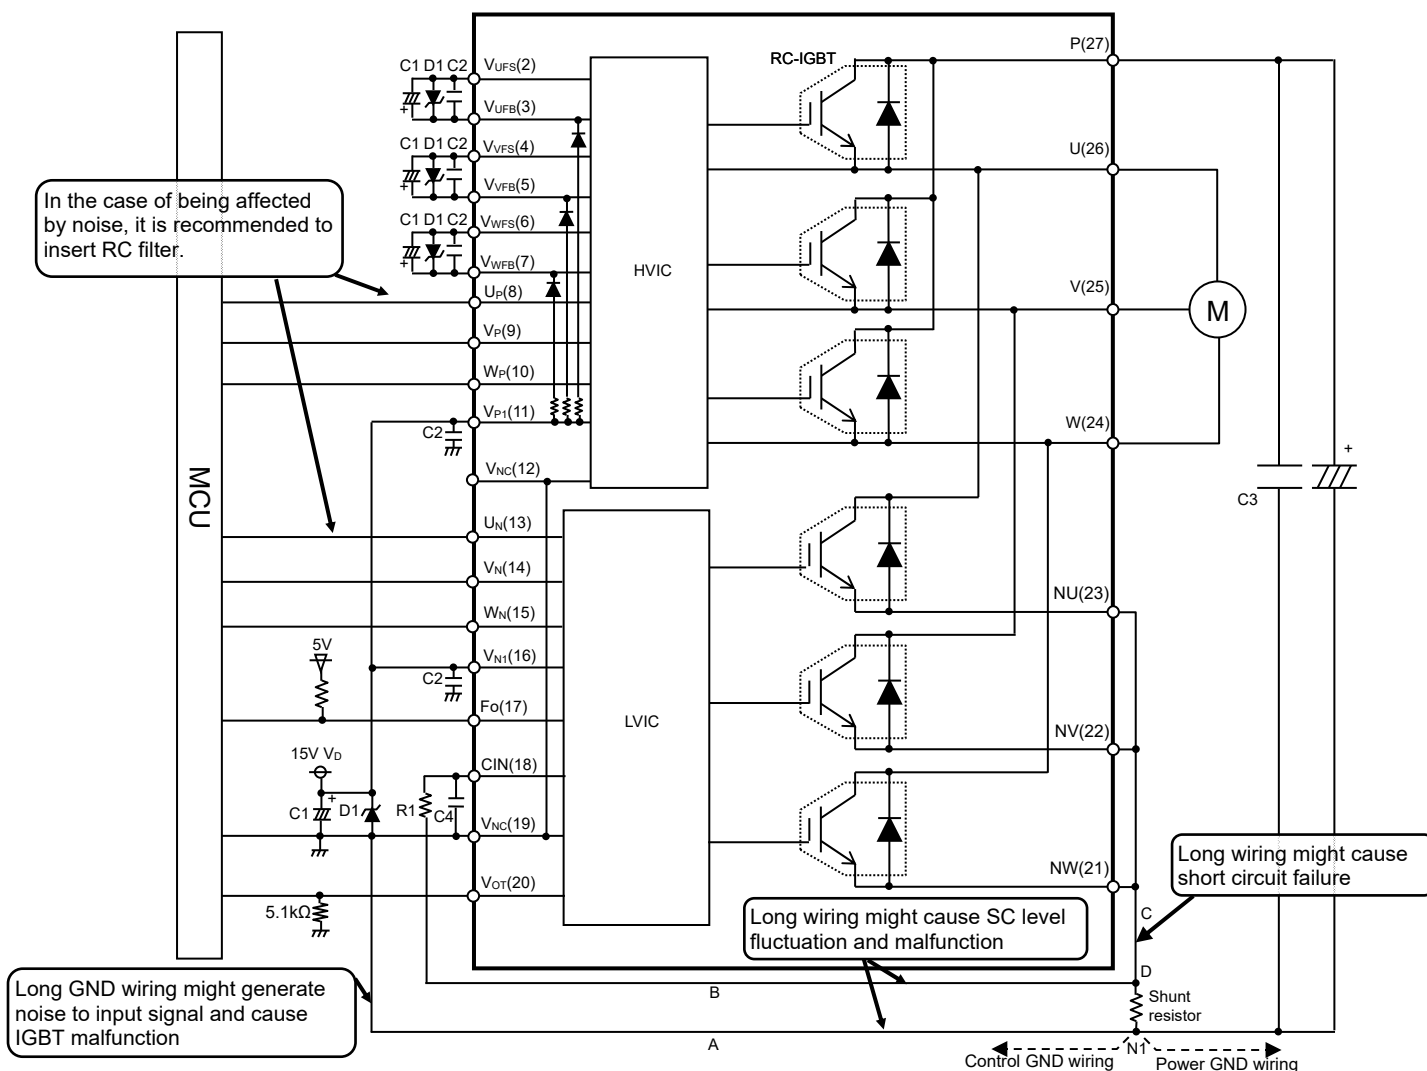 C1 D1 C2
+
VUFS(2)
VUFB(3)
C1 D1 C2
+
VVFS(4)
VVFB(5)
C1 D1 C2
+
VWFS(6)
VWFB(7)
UP(8)
VP(9)
WP(10)
VP1(11)
C2
VNC(12)
UN(13)
VN(14)
WN(15)
VN1(16)
C2
Fo(17)
CIN(18)
VNC(19)
VOT(20)
In the case of being affected
by noise, it is recommended to
insert RC filter.
MCU
5V
15V VD
+
C1
D1
R1
C4
5.1kΩ
HVIC
LVIC
RC-IGBT
P(27)
U(26)
V(25)
W(24)
NU(23)
NV(22)
NW(21)
M
C3
+
Long wiring might cause
short circuit failure
Long wiring might cause SC level
fluctuation and malfunction
Long GND wiring might generate
noise to input signal and cause
IGBT malfunction
C
D
B
A
Shunt
resistor
N1
Control GND wiring
Power GND wiring